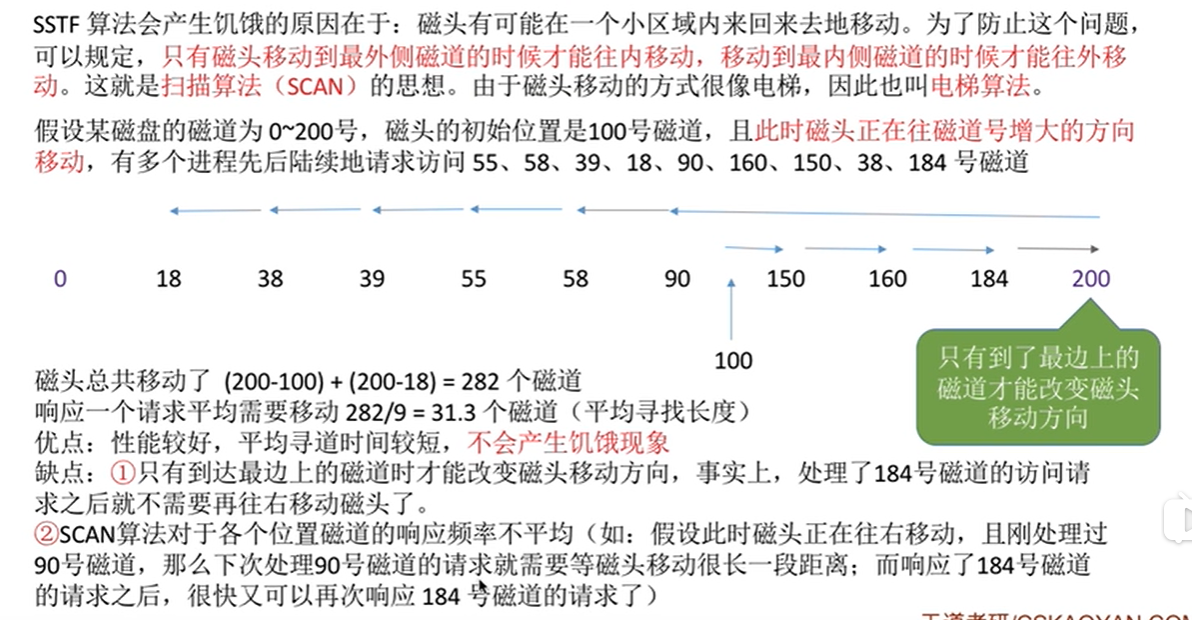 SSTF 算法会产生饥饿的原因在于：磁头有可能在一个小区域内来回来去地移动。为了防止这个问题，
可以规定，只有磁头移动到最外侧磁道的时候才能往内移动，移动到最内侧磁道的时候才能往外移
动。这就是扫描算法（SCAN）的思想。由于磁头移动的方式很像电梯，因此也叫电梯算法。
假设某磁盘的磁道为 0~200号，磁头的初始位置是100号磁道，且此时磁头正在往磁道号增大的方向
移动，有多个进程先后陆续地请求访问 55、58、39、18、90、160、150、38、184 号磁道
0 18 38 39 55 58 90 150 160 184 200
100
只有到了最边上的
磁道才能改变磁头
移动方向
磁头总共移动了 (200-100) + (200-18) = 282 个磁道
响应一个请求平均需要移动 282/9 = 31.3 个磁道（平均寻找长度）
优点：性能较好，平均寻道时间较短，不会产生饥饿现象
缺点：①只有到达最边上的磁道时才能改变磁头移动方向，事实上，处理了184号磁道的访问请
求之后就不需要再往右移动磁头了。
②SCAN算法对于各个位置磁道的响应频率不平均（如：假设此时磁头正在往右移动，且刚处理过
90号磁道，那么下次处理90号磁道的请求就需要等磁头移动很长一段距离；而响应了184号磁道
的请求之后，很快又可以再次响应 184 号磁道的请求了）